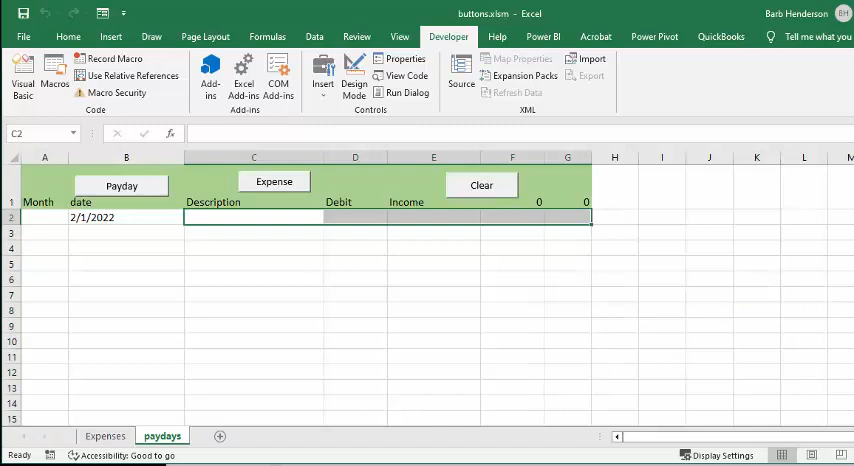 buttons.xlsm - Excel
Barb Henderson BH
File Home Insert Draw Page Layout Formulas Data Review View Developer Help Power BI Acrobat Power Pivot QuickBooks Tell me what you
Visual Basic
Macros
Record Macro
Use Relative References
Macro Security
Code
Add-ins
Excel Add-ins
COM Add-ins
Add-ins
Insert
Design Mode
Properties
View Code
Run Dialog
Controls
Source
Map Properties
Expansion Packs
Refresh Data
Import
Export
XML
C2 fx
A B C D E F G H I J K L M
Payday Expense Clear
1 Month date Description Debit Income 0 0
2 2/1/2022
3
4
5
6
7
8
9
10
11
12
13
14
15
Expenses paydays
Ready Accessibility: Good to go Display Settings